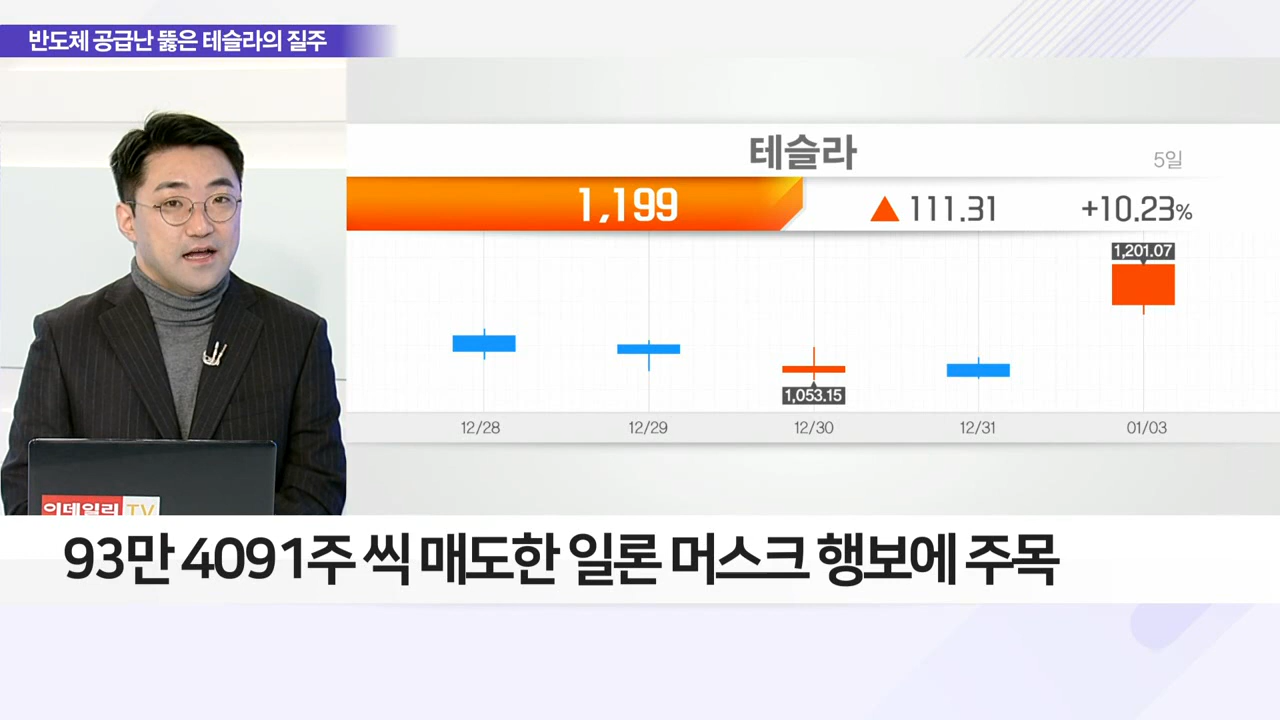 반도체 공급난 뚫은 테슬라의 질주
테슬라
5일
1,199 ▲ 111.31 +10.23%
1,201.07
1,053.15
12/28 12/29 12/30 12/31 01/03
이데일리 TV
93만 4091주 씩 매도한 일론 머스크 행보에 주목